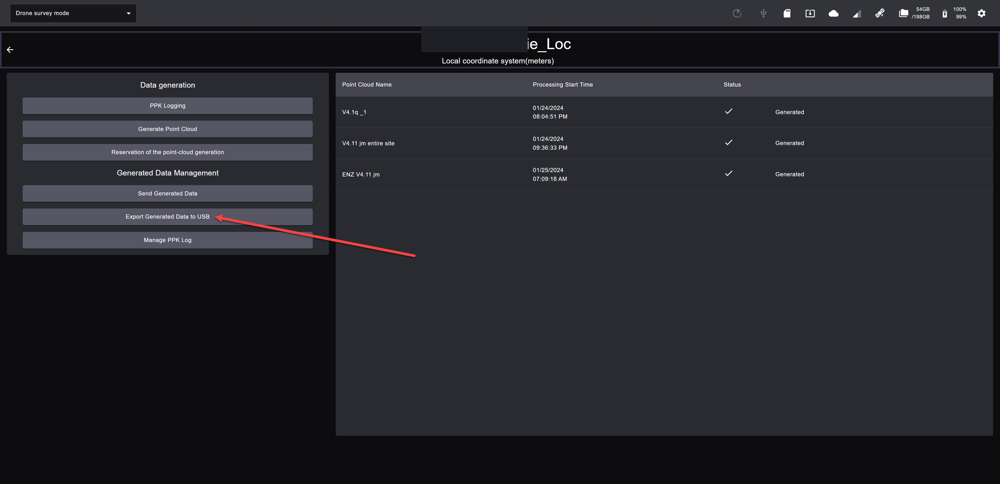 Drone survey mode
54GB
/198GB
100%
99%
ie_Loc
Local coordinate system(meters)
Data generation
PPK Logging
Generate Point Cloud
Reservation of the point-cloud generation
Generated Data Management
Send Generated Data
Export Generated Data to USB
Manage PPK Log
Point Cloud Name Processing Start Time Status
V4.1q _1 01/24/2024 08:04:51 PM Generated
V4.11 jm entire site 01/24/2024 09:36:33 PM Generated
ENZ V4.11 jm 01/25/2024 07:09:18 AM Generated